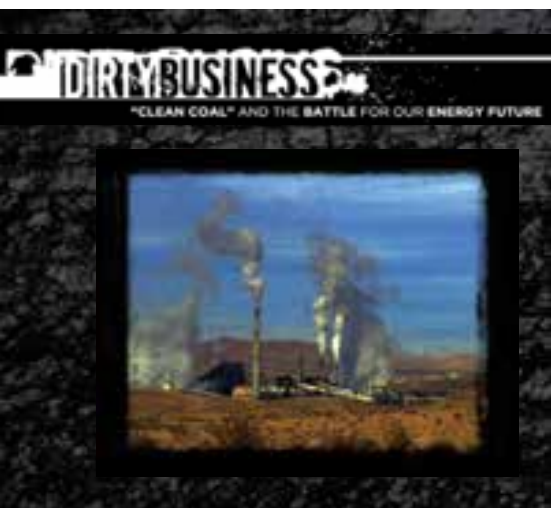 DIRTY BUSINESS
"CLEAN COAL" AND THE BATTLE FOR OUR ENERGY FUTURE